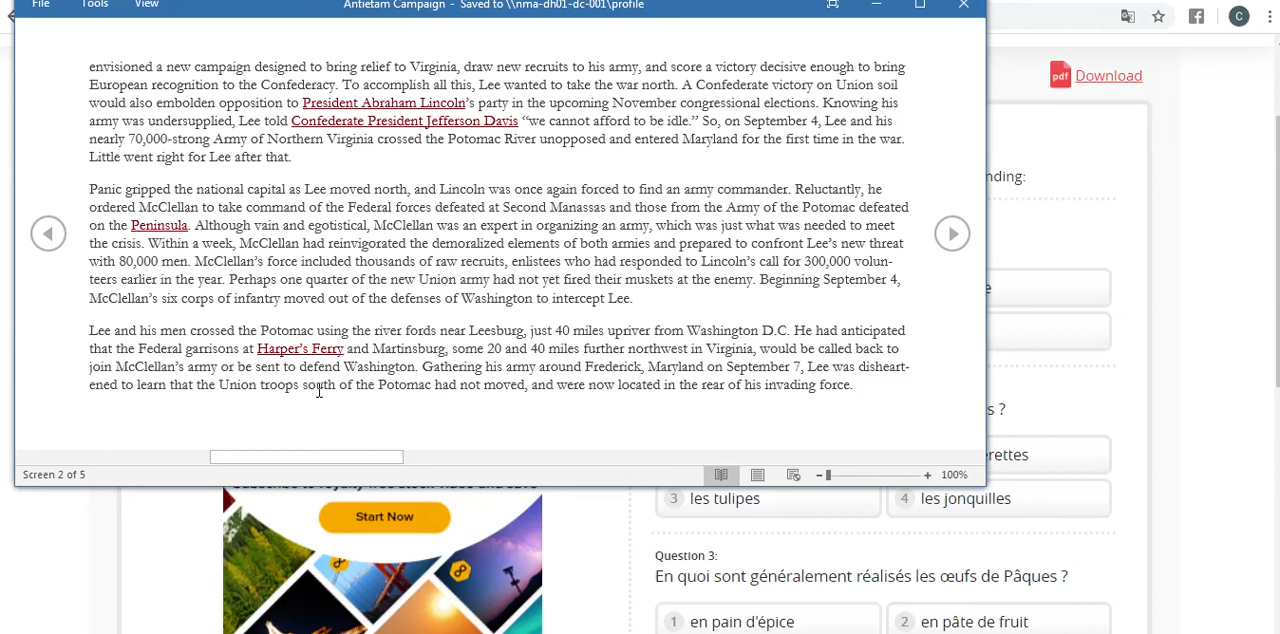 File Tools View Antietam Campaign - Saved to \\nma-dh01-dc-001\profile
C
envisioned a new campaign designed to bring relief to Virginia, draw new recruits to his army, and score a victory decisive enough to bring
European recognition to the Confederacy. To accomplish all this, Lee wanted to take the war north. A Confederate victory on Union soil
would also embolden opposition to President Abraham Lincoln's party in the upcoming November congressional elections. Knowing his
army was undersupplied, Lee told Confederate President Jefferson Davis “we cannot afford to be idle.” So, on September 4, Lee and his
nearly 70,000-strong Army of Northern Virginia crossed the Potomac River unopposed and entered Maryland for the first time in the war.
Little went right for Lee after that.
Panic gripped the national capital as Lee moved north, and Lincoln was once again forced to find an army commander. Reluctantly, he
ordered McClellan to take command of the Federal forces defeated at Second Manassas and those from the Army of the Potomac defeated
on the Peninsula. Although vain and egotistical, McClellan was an expert in organizing an army, which was just what was needed to meet
the crisis. Within a week, McClellan had reinvigorated the demoralized elements of both armies and prepared to confront Lee's new threat
with 80,000 men. McClellan's force included thousands of raw recruits, enlistees who had responded to Lincoln's call for 300,000 volun-
teers earlier in the year. Perhaps one quarter of the new Union army had not yet fired their muskets at the enemy. Beginning September 4,
McClellan's six corps of infantry moved out of the defenses of Washington to intercept Lee.
Lee and his men crossed the Potomac using the river fords near Leesburg, just 40 miles upriver from Washington D.C. He had anticipated
that the Federal garrisons at Harper's Ferry and Martinsburg, some 20 and 40 miles further northwest in Virginia, would be called back to
join McClellan's army or be sent to defend Washington. Gathering his army around Frederick, Maryland on September 7, Lee was disheart-
ened to learn that the Union troops south of the Potomac had not moved, and were now located in the rear of his invading force.
Screen 2 of 5
100%
pdf Download
nding:
e
s ?
erettes
3 les tulipes
4 les jonquilles
Start Now
Question 3:
En quoi sont généralement réalisés les œufs de Pâques ?
1 en pain d'épice
2 en pâte de fruit